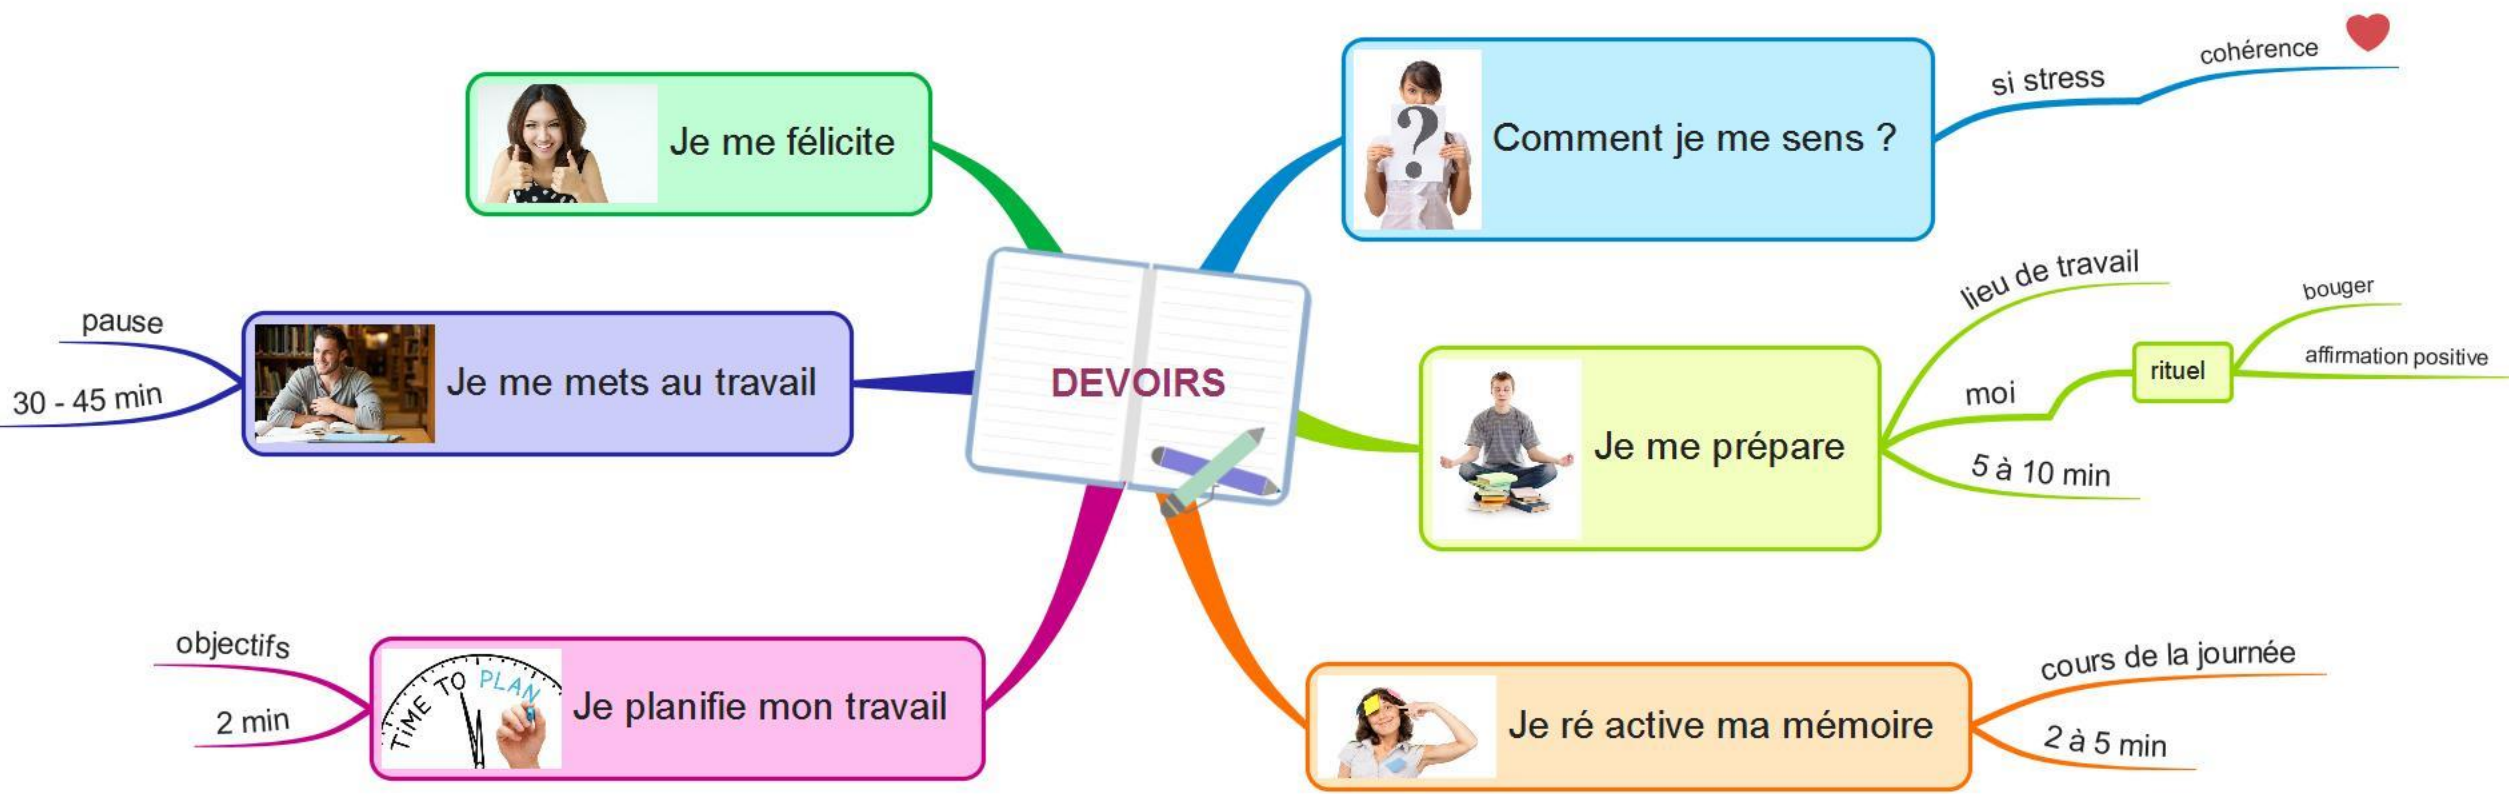 DEVOIRS
Comment je me sens ?
si stress
cohérence
Je me prépare
lieu de travail
moi
rituel
bouger
affirmation positive
5 à 10 min
Je ré active ma mémoire
cours de la journée
2 à 5 min
Je planifie mon travail
TIME TO PLAN
objectifs
2 min
Je me mets au travail
pause
30 - 45 min
Je me félicite
?